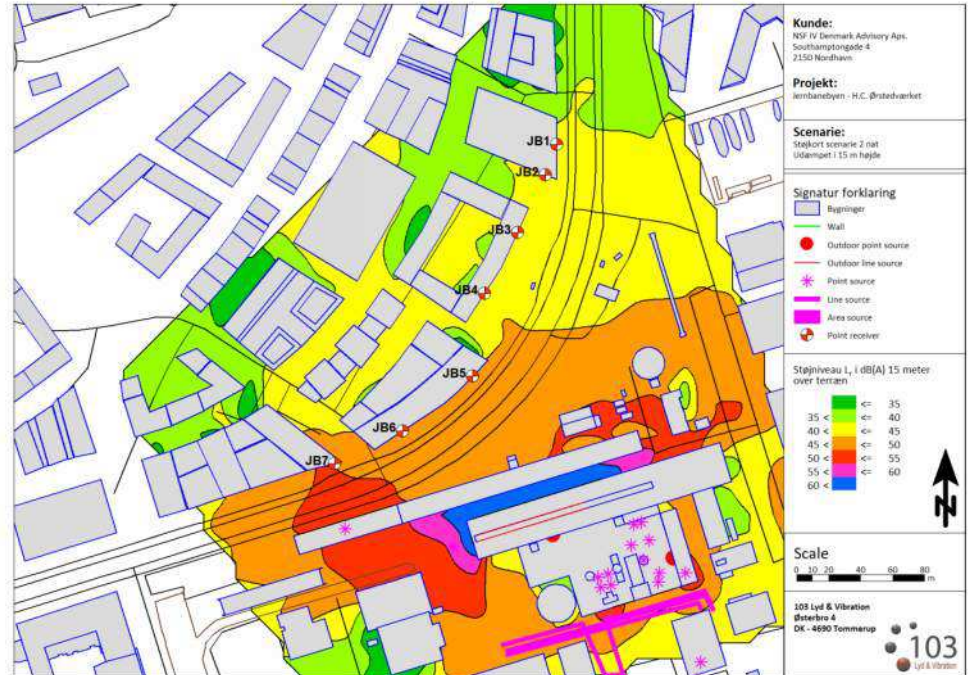 Kunde:
NSF IV Denmark Advisory Aps.
Southamptongade 4
2150 Nordhavn
Projekt:
Jernbanebyen - H.C. Ørstedværket
Scenarie:
Støjkort scenarie 2 nat
Udæmpet i 15 m højde
Signatur forklaring
Bygninger
Wall
Outdoor point source
Outdoor line source
Point source
Line source
Area source
Point receiver
Støjniveau Lr i dB(A) 15 meter
over terræn
<= 35
35 < <= 40
40 < <= 45
45 < <= 50
50 < <= 55
55 < <= 60
60 <
N
Scale
0 10 20 40 60 80
m
103 Lyd & Vibration
Østerbro 4
DK - 4690 Tommarup
103
Lyd & Vibration
JB1
JB2
JB3
JB4
JB5
JB6
JB7